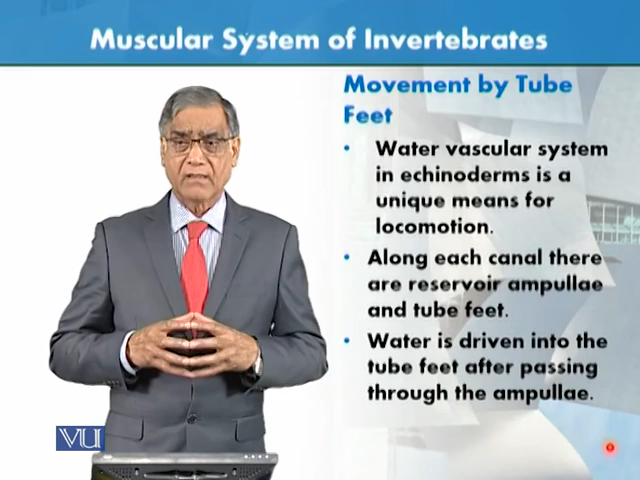 Muscular System of Invertebrates
Movement by Tube
Feet
• Water vascular system
in echinoderms is a
unique means for
locomotion.
• Along each canal there
are reservoir ampullae
and tube feet.
• Water is driven into the
tube feet after passing
through the ampullae.
VU